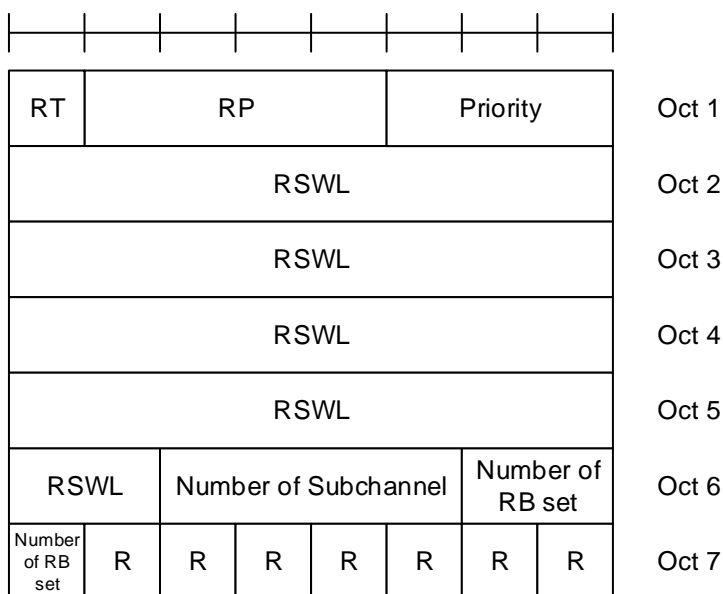 RT RP Priority Oct 1
RSWL Oct 2
RSWL Oct 3
RSWL Oct 4
RSWL Oct 5
RSWL Number of Subchannel Number of RB set Oct 6
Number of RB set R R R R R R R Oct 7